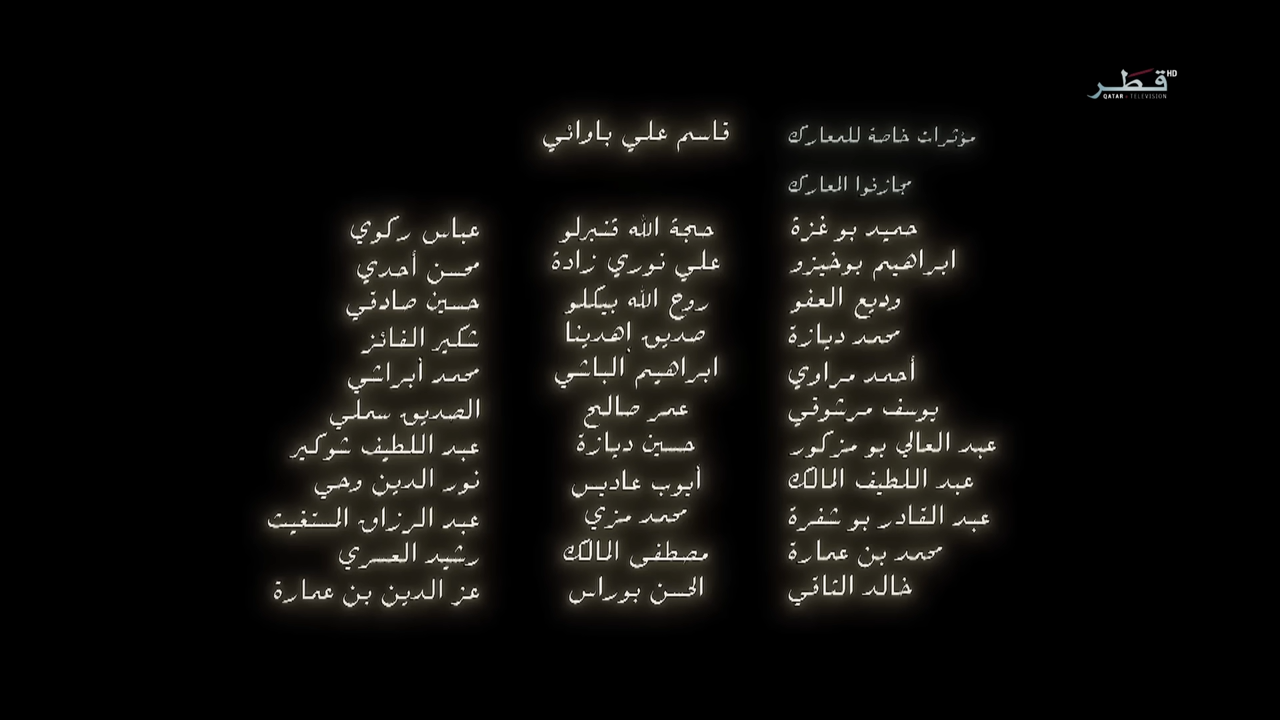 قطر HD
QATAR - TELEVISION
مؤثرات خاصة للمعارك قاسم علي باوائي
مجازفوا المعارك
حميد بو غزة حجة الله قنبرلو عباس ركوي
ابراهيم بوخيزو علي نوري زادة محسن أحدي
وديع العفو روح الله بيكلو حسين صادقي
محمد ديازة صديق إهدينا شكير الفائز
أحمد مراوي ابراهيم الباشي محمد أبراشي
يوسف مرشوقي عمر صالح الصديق سملي
عبد العالي بو مزكور حسين ديازة عبد اللطيف شوكير
عبد اللطيف المالك أيوب عاديس نور الدين وحي
عبد القادر بو شفرة محمد مزي عبد الرزاق المستغيث
محمد بن عمارة مصطفى المالك رشيد العسري
خالد التاقي الحسن بوراس عز الدين بن عمارة